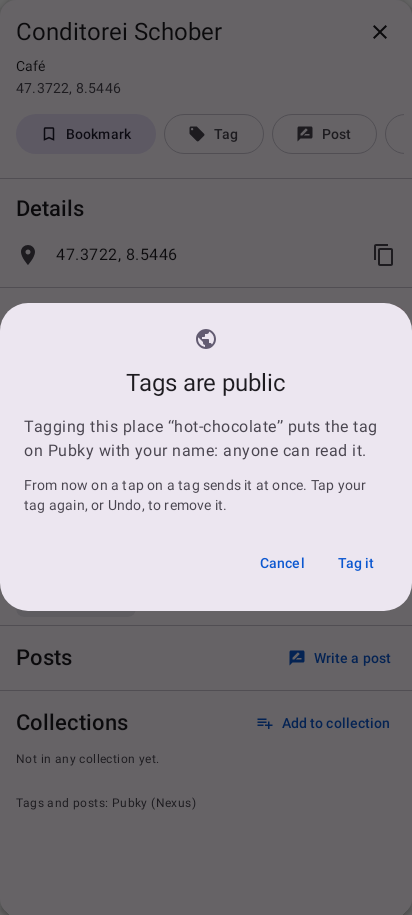 Conditorei Schober
Café
47.3722, 8.5446
Bookmark
Tag
Post
Details
47.3722, 8.5446
Tags are public
Tagging this place “hot-chocolate” puts the tag
on Pubky with your name: anyone can read it.
From now on a tap on a tag sends it at once. Tap your
tag again, or Undo, to remove it.
Cancel
Tag it
Posts
Write a post
Collections
Add to collection
Not in any collection yet.
Tags and posts: Pubky (Nexus)